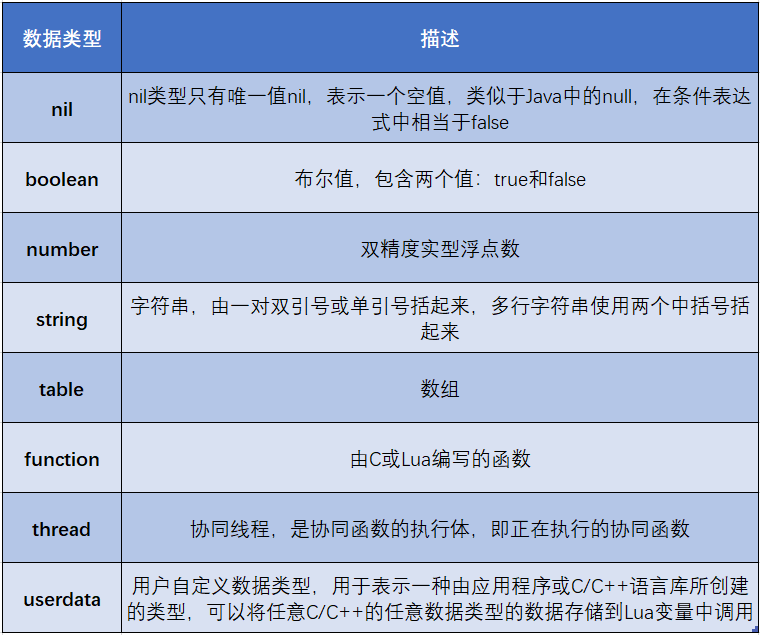 数据类型
描述
nil
nil类型只有唯一值nil，表示一个空值，类似于Java中的null，在条件表达
式中相当于false
boolean
布尔值，包含两个值：true和false
number
双精度实型浮点数
string
字符串，由一对双引号或单引号括起来，多行字符串使用两个中括号括
起来
table
数组
function
由C或Lua编写的函数
thread
协同线程，是协同函数的执行体，即正在执行的协同函数
userdata
用户自定义数据类型，用于表示一种由应用程序或C/C++语言库所创建
的类型，可以将任意C/C++的任意数据类型的数据存储到Lua变量中调用